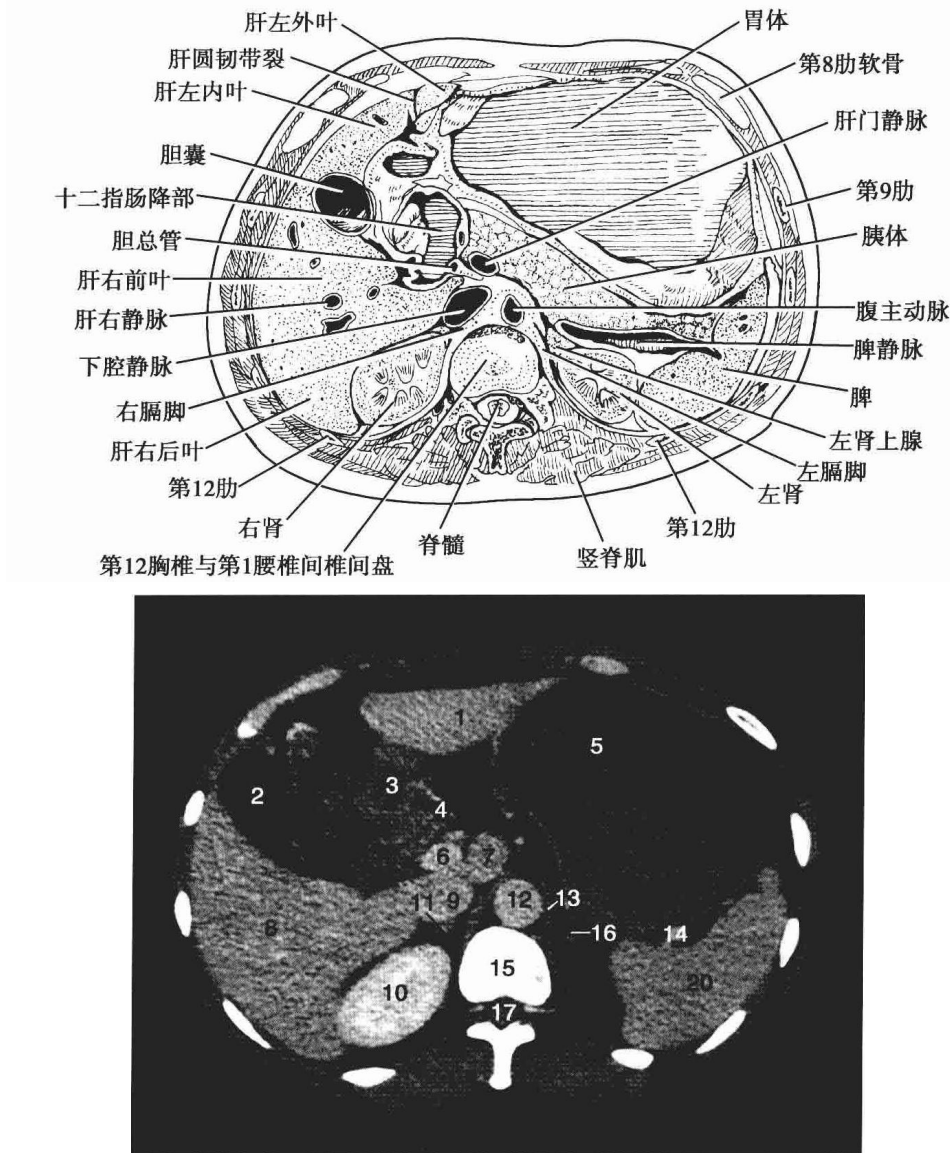 肝左外叶
肝圆韧带裂
肝左内叶
胆囊
十二指肠降部
胆总管
肝右前叶
肝右静脉
下腔静脉
右膈脚
肝右后叶
第12肋
右肾
第12胸椎与第1腰椎间椎间盘
脊髓
胃体
第8肋软骨
肝门静脉
第9肋
胰体
腹主动脉
脾静脉
脾
左肾上腺
左膈脚
左肾
第12肋
竖脊肌
1
5
2
3
4
6
7
11
9
12
13
8
16
14
15
10
20
17